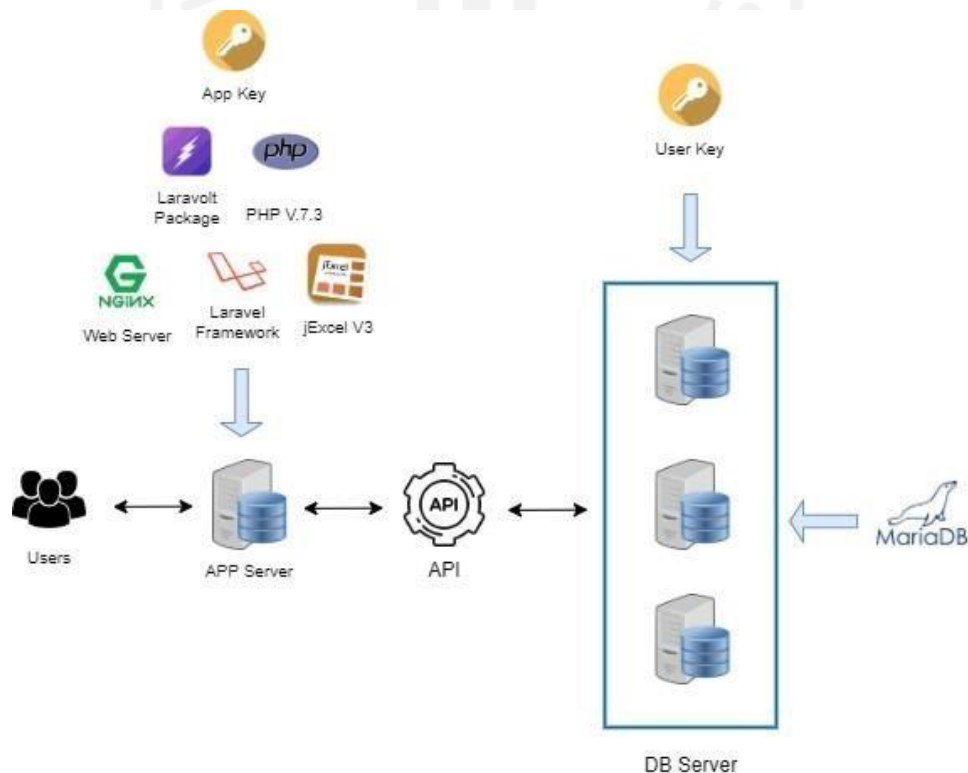 App Key
User Key
php
Laravolt
Package
PHP V.7.3
jExcel
NGINX
Web Server
Laravel
Framework
jExcel V3
Users
APP Server
API
API
MariaDB
DB Server